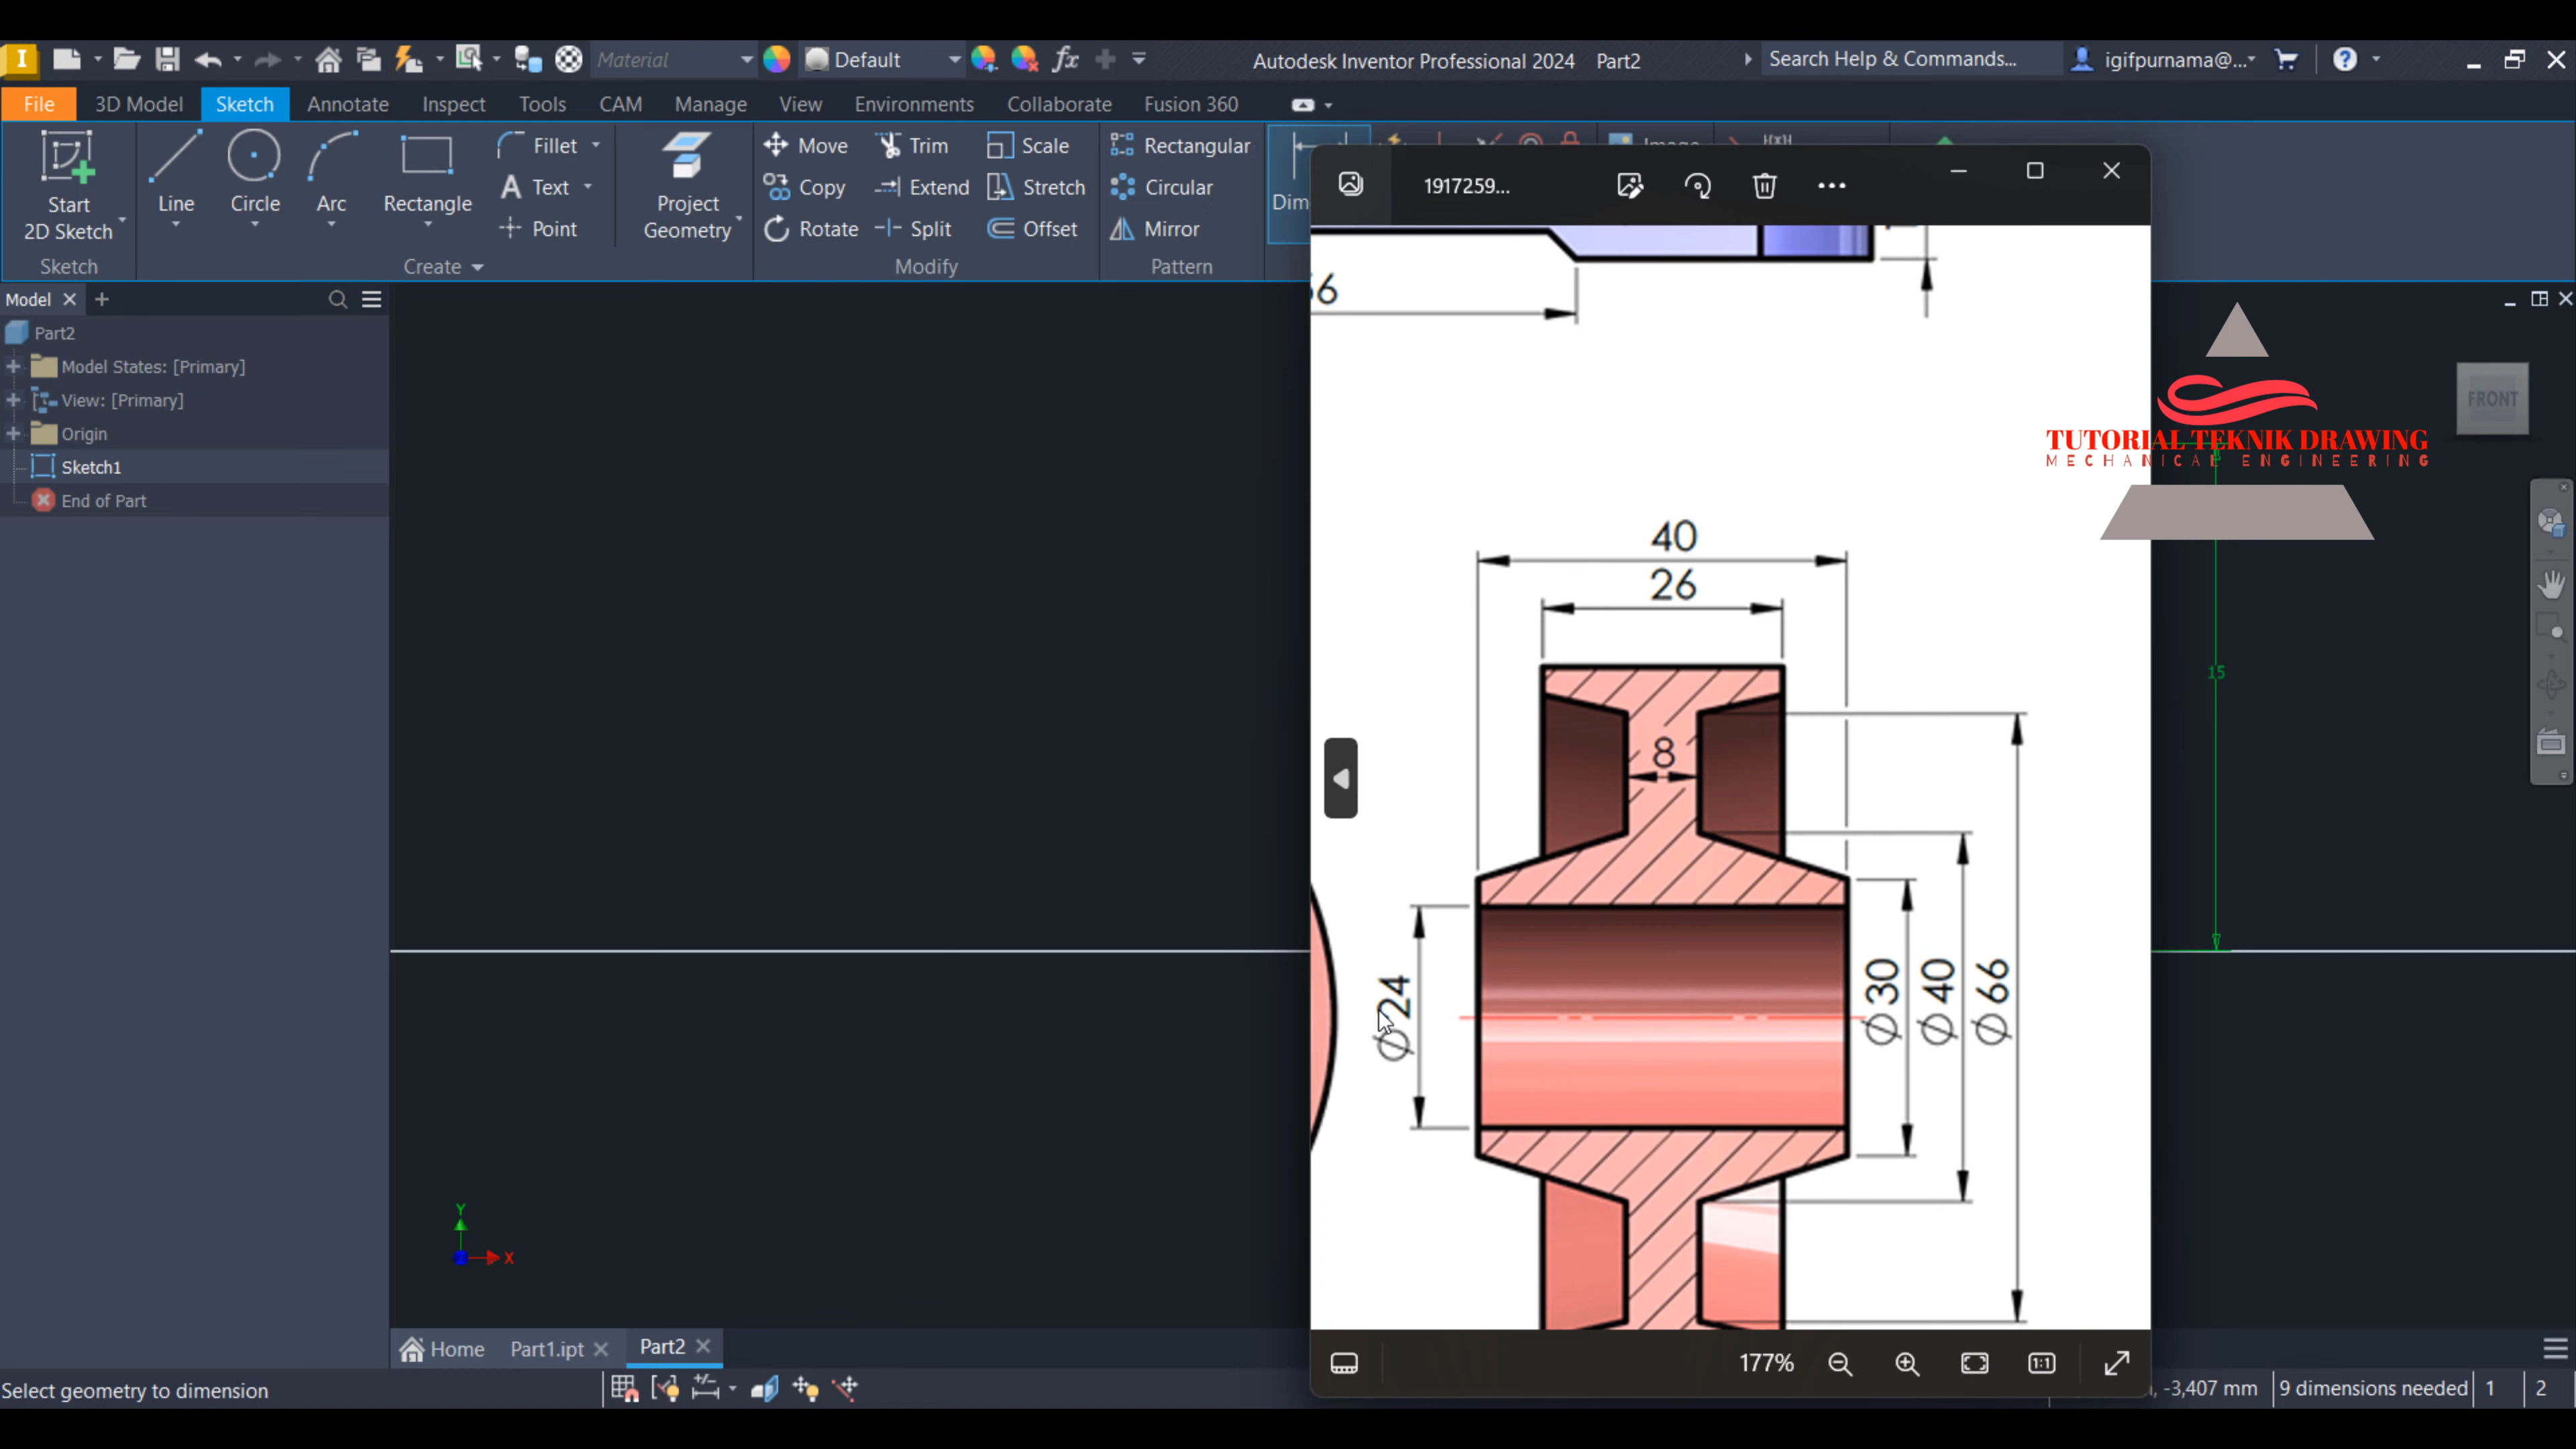 I Material Default fx Autodesk Inventor Professional 2024 Part2 Search Help & Commands... igifpurnama@...
File 3D Model Sketch Annotate Inspect Tools CAM Manage View Environments Collaborate Fusion 360
Start 2D Sketch
Line
Circle
Arc
Rectangle
Fillet
Text
Point
Project Geometry
Move
Copy
Rotate
Trim
Extend
Split
Scale
Stretch
Offset
Rectangular
Circular
Mirror
Dim
Image
Sketch Create Modify Pattern
1917259...
Model
Part2
Model States: [Primary]
View: [Primary]
Origin
Sketch1
End of Part
FRONT
TUTORIAL TEKNIK DRAWING
MECHANICAL ENGINEERING
40
26
8
15
Ø24
Ø30
Ø40
Ø66
Y
X
Home Part1.ipt Part2
177% 1:1
Select geometry to dimension
, -3,407 mm 9 dimensions needed 1 2